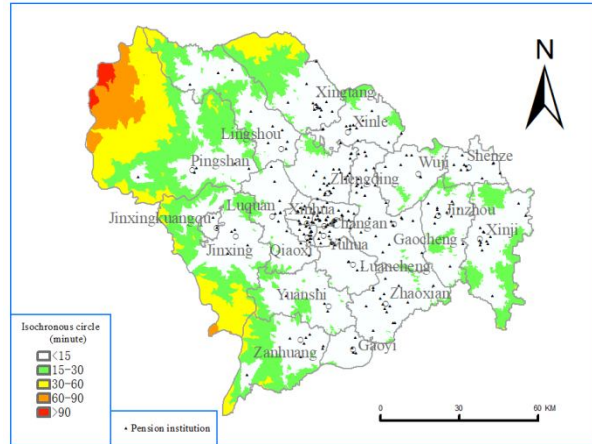 N
Xingtang
Xinle
Lingshou
Wuji
Shenze
Pingshan
Zhengding
Jinxingkuangqu
Luquan
Xinhua
Changan
Jinzhou
Xinji
Jinxing
Qiaoxi
Yuhua
Gaocheng
Luancheng
Yuanshi
Zhaoxian
Zanhuang
Gaoyi
Isochronous circle
(minute)
<15
15-30
30-60
60-90
>90
Pension institution
0 30 60 KM